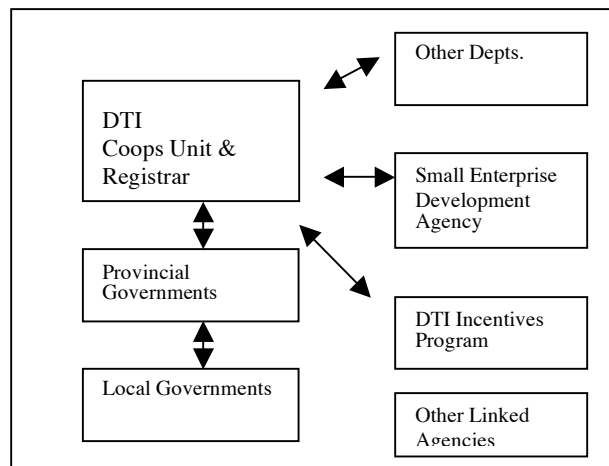 Other Depts.
DTI
Coops Unit &
Registrar
Small Enterprise
Development
Agency
Provincial
Governments
DTI Incentives
Program
Local Governments
Other Linked
Agencies